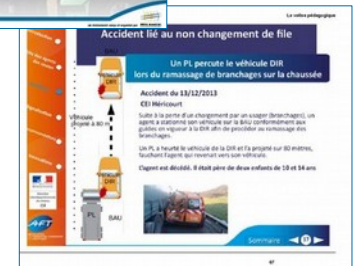 La valise pédagogique
Accident lié au non changement de file
BAU
Un PL percute le véhicule DIR
lors du ramassage de branchages sur la chaussée
DIR
Véhicule
projeté à 80 m
Accident du 13/12/2013
CEI Héricourt
Suite à la perte d'un chargement par un usager (branchages), un
agent a stationné son véhicule sur la BAU conformément aux
guides en vigueur à la DIR afin de procéder au ramassage des
branchages.
Un PL a heurté le véhicule de la DIR et l'a projeté sur 80 mètres,
fauchant l'agent qui revenait vers son véhicule.
L'agent est décédé. Il était père de deux enfants de 10 et 14 ans
DIR
PL
BAU
AFT
Sommaire
67